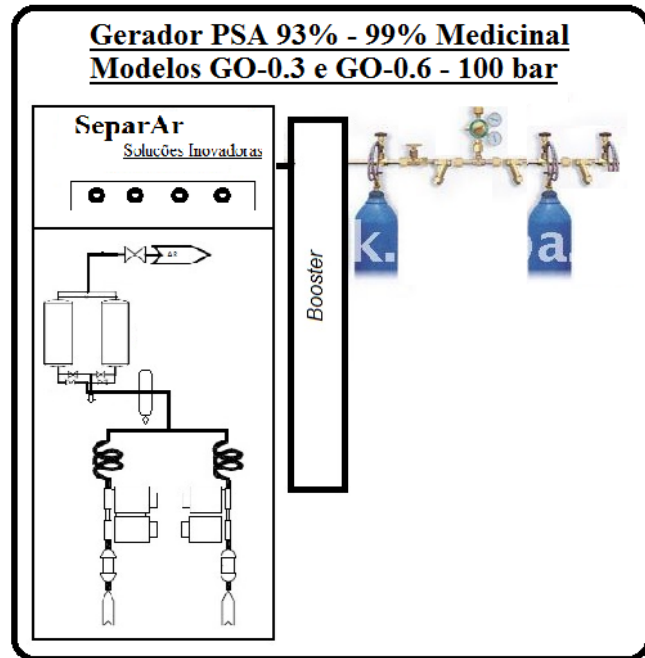 Gerador PSA 93% - 99% Medicinal
Modelos GO-0.3 e GO-0.6 - 100 bar
SeparAr
Soluções Inovadoras
AR
Booster